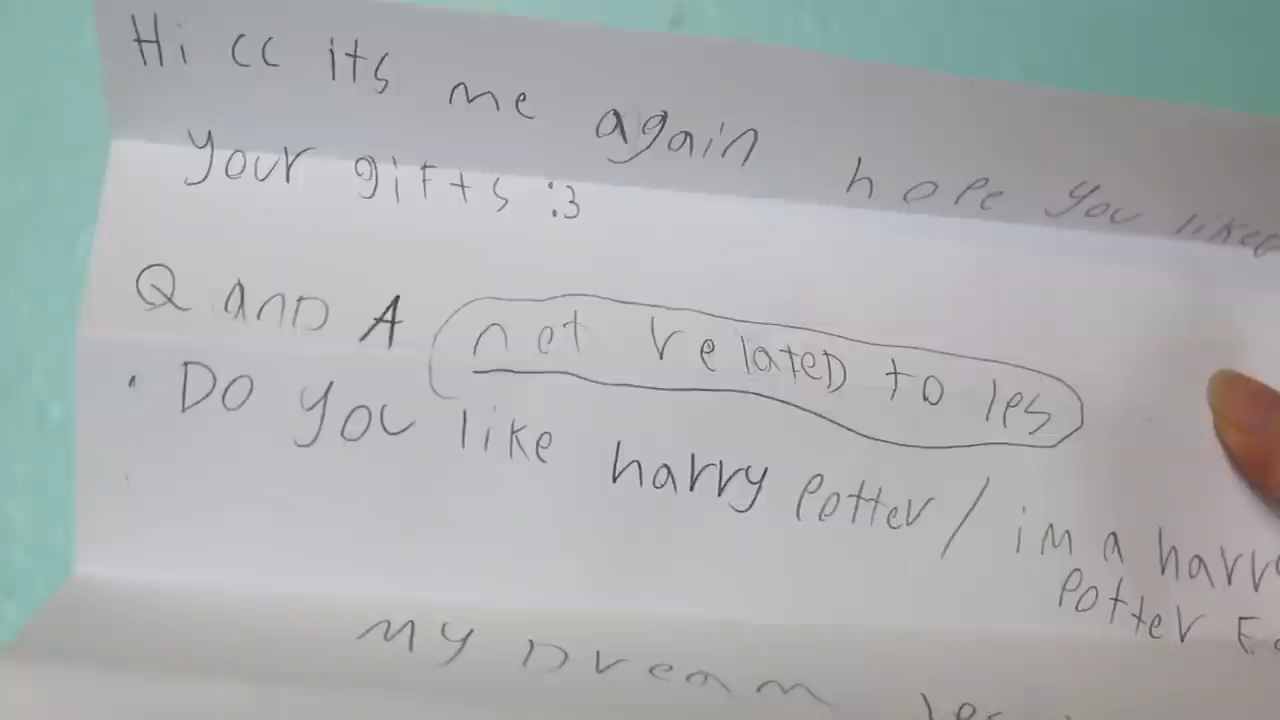 Hi cc its me again hope you liked
your gifts :3
Q and A not related to les
· Do you like harry Potter / im a
Potter
my Dream